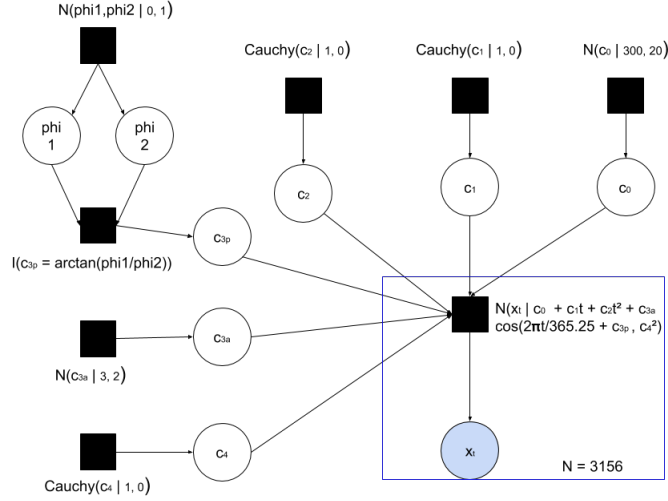 N(phi1,phi2 | 0, 1)
Cauchy(c₂ | 1, 0)
Cauchy(c₁ | 1, 0)
N(c₀ | 300, 20)
phi
1
phi
2
c₂
c₁
c₀
c₃ₚ
I(c₃ₚ = arctan(phi1/phi2))
N(xₜ | c₀ + c₁t + c₂t² + c₃ₐ
cos(2πt/365.25 + c₃ₚ , c₄²)
c₃ₐ
N(c₃ₐ | 3, 2)
c₄
xₜ
Cauchy(c₄ | 1, 0)
N = 3156